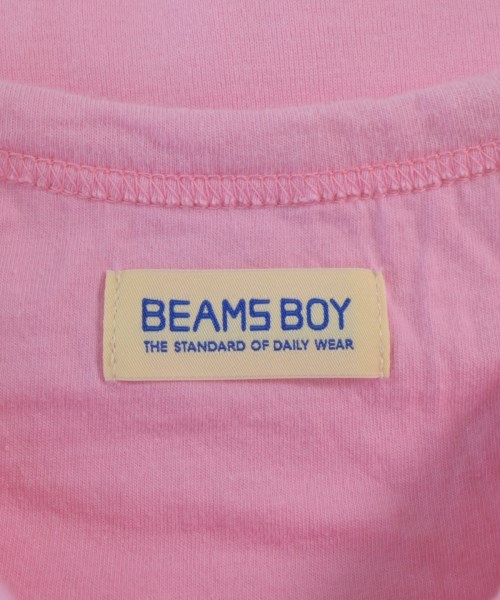 BEAMS BOY
THE STANDARD OF DAILY WEAR